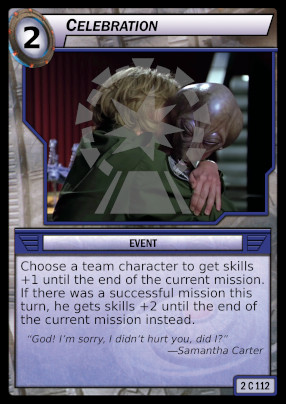 2
CELEBRATION
EVENT
Choose a team character to get skills
+1 until the end of the current mission.
If there was a successful mission this
turn, he gets skills +2 until the end of
the current mission instead.
"God! I'm sorry, I didn't hurt you, did I?"
—Samantha Carter
2 C 112